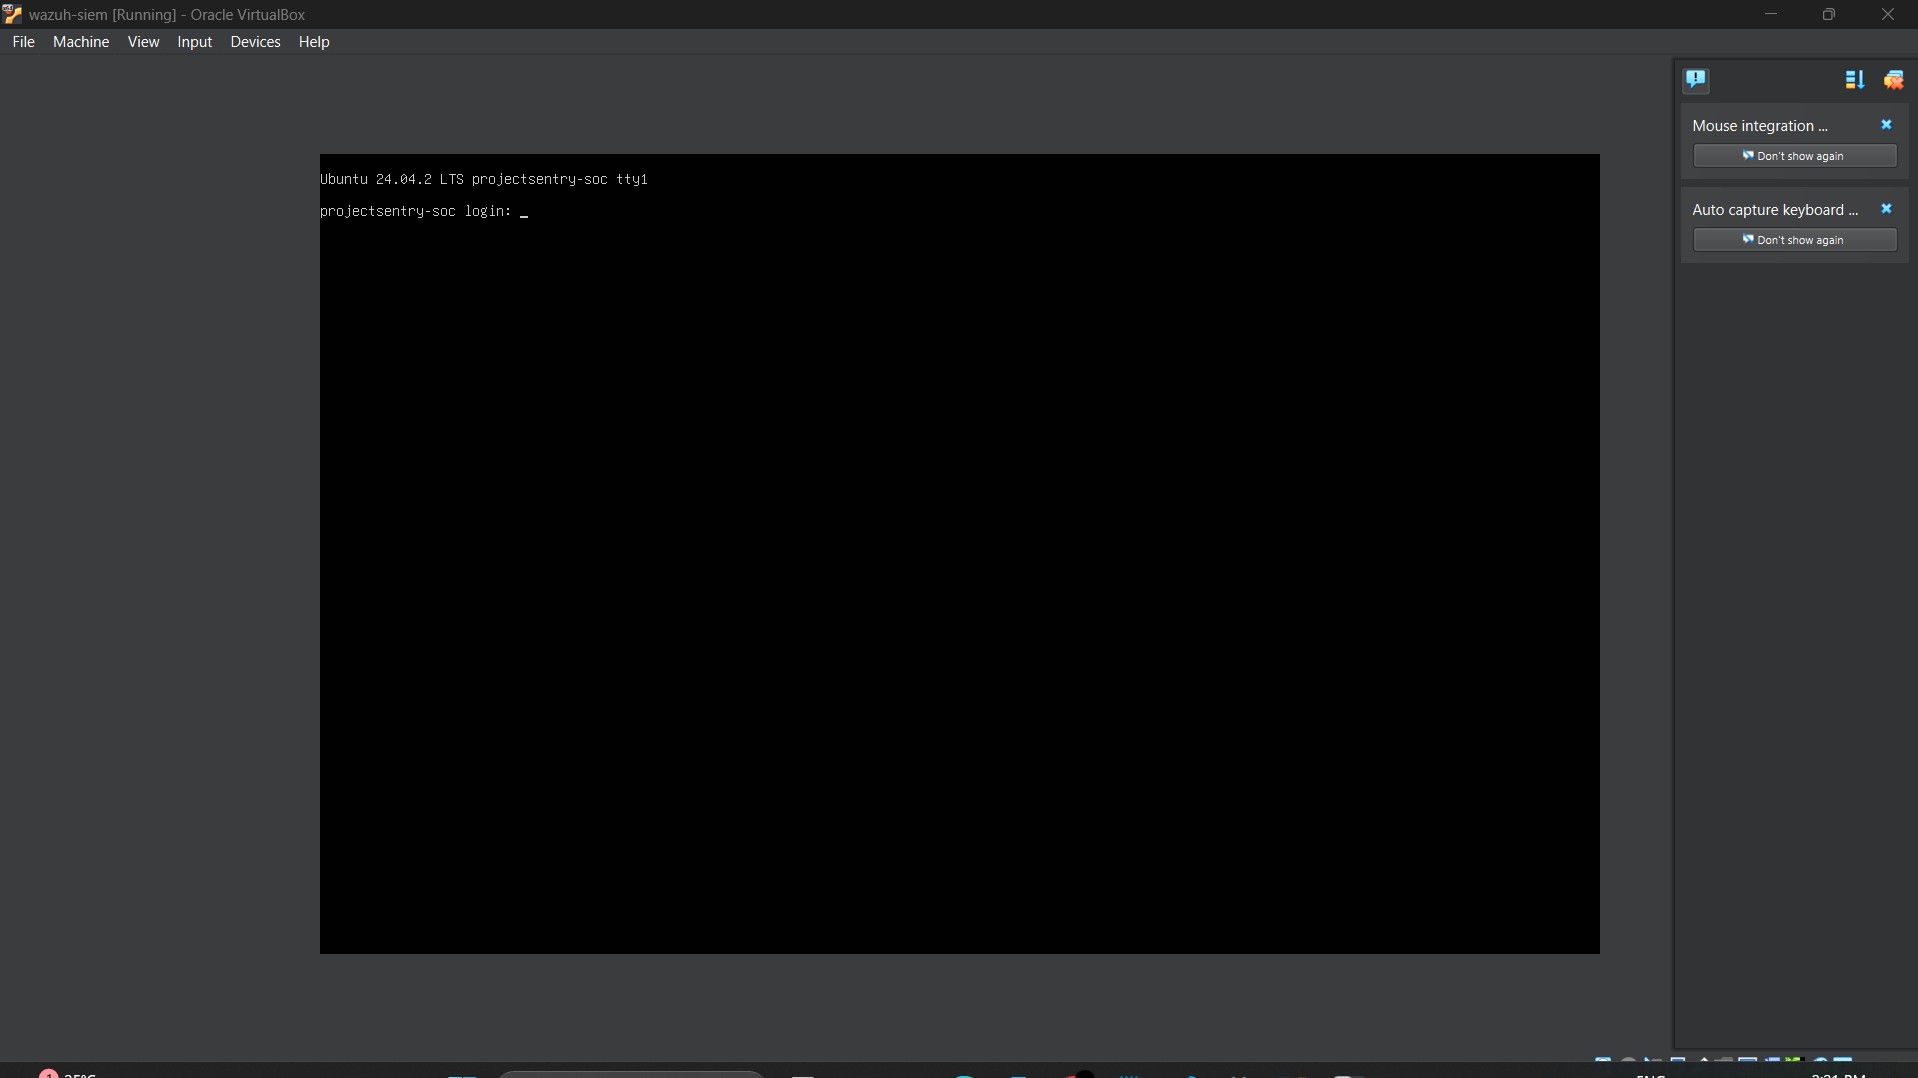 wazuh-siem [Running] - Oracle VirtualBox
File Machine View Input Devices Help
Mouse integration ...
Don't show again
Auto capture keyboard ...
Don't show again
Ubuntu 24.04.2 LTS projectsentry-soc tty1
projectsentry-soc login: _